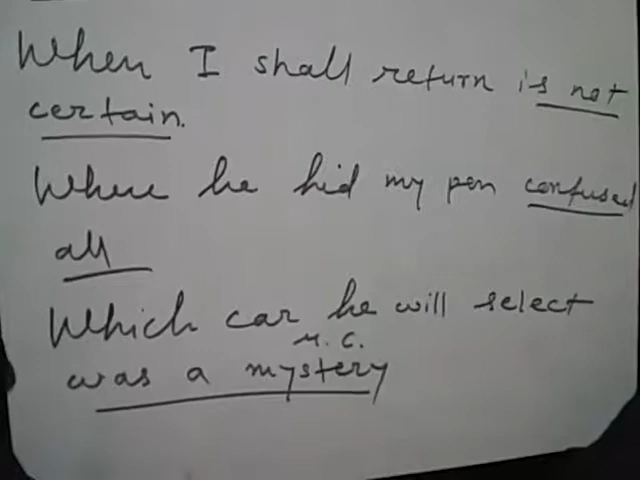 When I shall return is not
certain.
Where he hid my pen confused
all
Which car he will select
M. C.
was a mystery